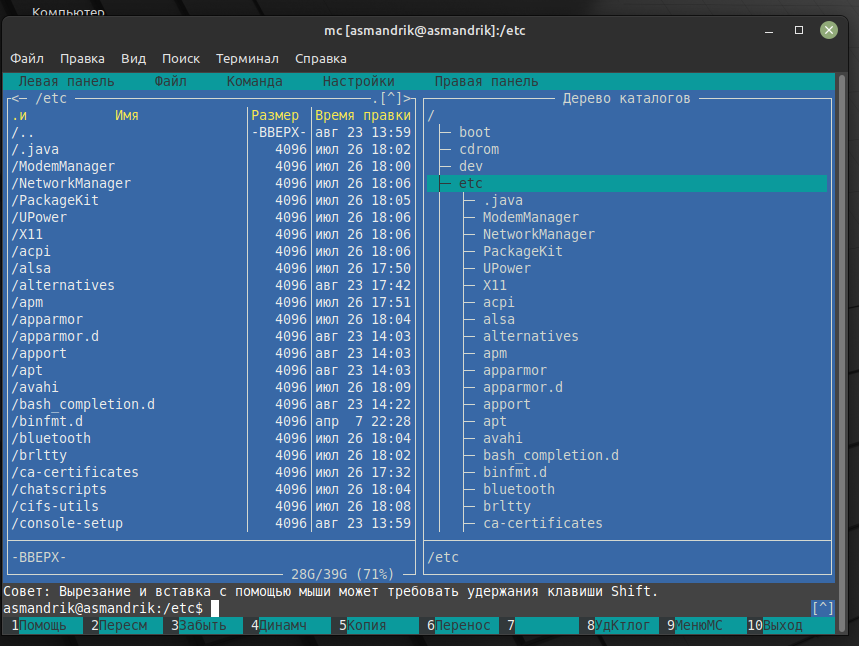 Компьютер
mc [asmandrik@asmandrik]:/etc
Файл Правка Вид Поиск Терминал Справка
Левая панель Файл Команда Настройки Правая панель
<─ /etc .[^]>
.и Имя Размер Время правки
/.. -ВВЕРХ- авг 23 13:59
/.java 4096 июл 26 18:02
/ModemManager 4096 июл 26 18:00
/NetworkManager 4096 июл 26 18:06
/PackageKit 4096 июл 26 18:05
/UPower 4096 июл 26 18:06
/X11 4096 июл 26 18:06
/acpi 4096 июл 26 18:06
/alsa 4096 июл 26 17:50
/alternatives 4096 авг 23 17:42
/apm 4096 июл 26 17:51
/apparmor 4096 июл 26 18:04
/apparmor.d 4096 авг 23 14:03
/apport 4096 авг 23 14:03
/apt 4096 авг 23 14:03
/avahi 4096 июл 26 18:09
/bash_completion.d 4096 авг 23 14:22
/binfmt.d 4096 апр 7 22:28
/bluetooth 4096 июл 26 18:04
/brltty 4096 июл 26 18:02
/ca-certificates 4096 июл 26 17:32
/chatscripts 4096 июл 26 18:04
/cifs-utils 4096 июл 26 18:08
/console-setup 4096 авг 23 13:59
-ВВЕРХ-
28G/39G (71%)
Дерево каталогов
/
boot
cdrom
dev
etc
.java
ModemManager
NetworkManager
PackageKit
UPower
X11
acpi
alsa
alternatives
apm
apparmor
apparmor.d
apport
apt
avahi
bash_completion.d
binfmt.d
bluetooth
brltty
ca-certificates
/etc
Совет: Вырезание и вставка с помощью мыши может требовать удержания клавиши Shift.
asmandrik@asmandrik:/etc$ [^]
1Помощь 2Пересм 3Забыть 4Динамч 5Копия 6Перенос 7 8УдКтлог 9МенюМС 10Выход